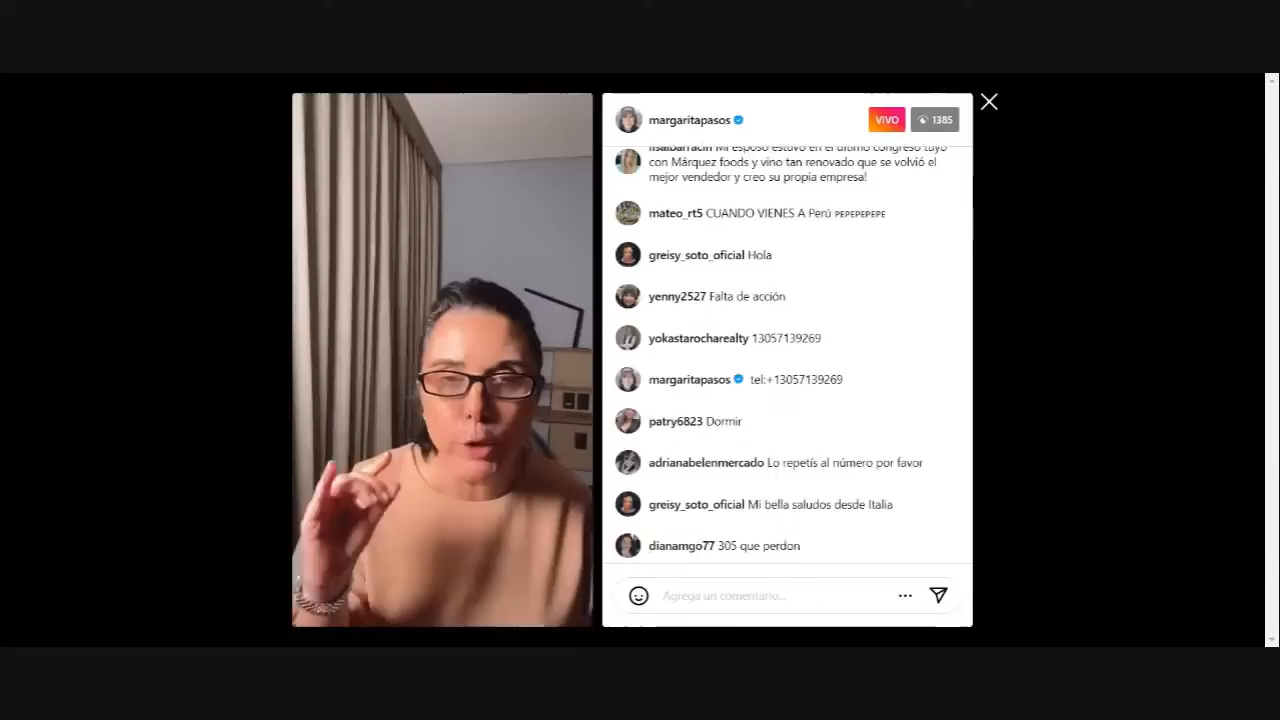 margaritapasos
VIVO
1385
lisalbarracin Mi esposo estuvo en el último congreso tuyo
con Márquez foods y vino tan renovado que se volvió el
mejor vendedor y creo su propia empresa!
mateo_rt5 CUANDO VIENES A Perú ᴘᴇᴘᴇᴘᴇᴘᴇᴘᴇ
greisy_soto_oficial Hola
yenny2527 Falta de acción
yokastarocharealty 13057139269
margaritapasos tel:+13057139269
patry6823 Dormir
adrianabelenmercado Lo repetís al número por favor
greisy_soto_oficial Mi bella saludos desde Italia
dianamgo77 305 que perdon
Agrega un comentario...